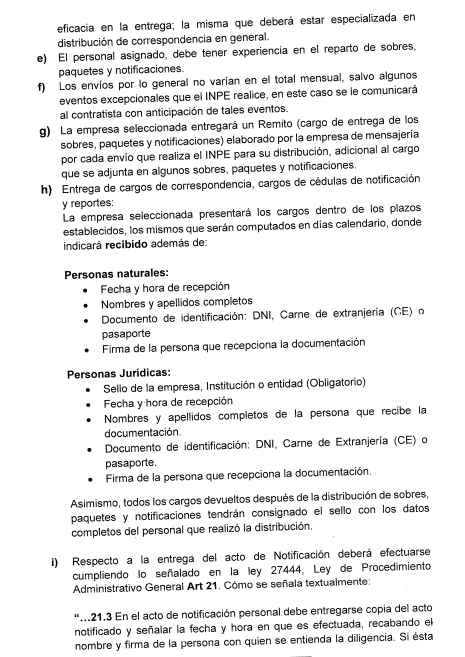 eficacia en la entrega; la misma que deberá estar especializada en
distribución de correspondencia en general.
e) El personal asignado, debe tener experiencia en el reparto de sobres,
paquetes y notificaciones.
f) Los envíos por lo general no varían en el total mensual, salvo algunos
eventos excepcionales que el INPE realice, en este caso se le comunicará
al contratista con anticipación de tales eventos.
g) La empresa seleccionada entregará un Remito (cargo de entrega de los
sobres, paquetes y notificaciones) elaborado por la empresa de mensajería
por cada envío que realiza el INPE para su distribución, adicional al cargo
que se adjunta en algunos sobres, paquetes y notificaciones.
h) Entrega de cargos de correspondencia, cargos de cédulas de notificación
y reportes:
La empresa seleccionada presentará los cargos dentro de los plazos
establecidos, los mismos que serán computados en días calendario, donde
indicará recibido además de:
Personas naturales:
• Fecha y hora de recepción
• Nombres y apellidos completos
• Documento de identificación: DNI, Carne de extranjería (CE) o
pasaporte
• Firma de la persona que recepciona la documentación
Personas Jurídicas:
• Sello de la empresa, Institución o entidad (Obligatorio)
• Fecha y hora de recepción
• Nombres y apellidos completos de la persona que recibe la
documentación.
• Documento de identificación: DNI, Carne de Extranjería (CE) o
pasaporte.
• Firma de la persona que recepciona la documentación.
Asimismo, todos los cargos devueltos después de la distribución de sobres,
paquetes y notificaciones tendrán consignado el sello con los datos
completos del personal que realizó la distribución.
i) Respecto a la entrega del acto de Notificación deberá efectuarse
cumpliendo lo señalado en la ley 27444, Ley de Procedimiento
Administrativo General Art 21. Cómo se señala textualmente:
“...21.3 En el acto de notificación personal debe entregarse copia del acto
notificado y señalar la fecha y hora en que es efectuada, recabando el
nombre y firma de la persona con quien se entienda la diligencia. Si ésta